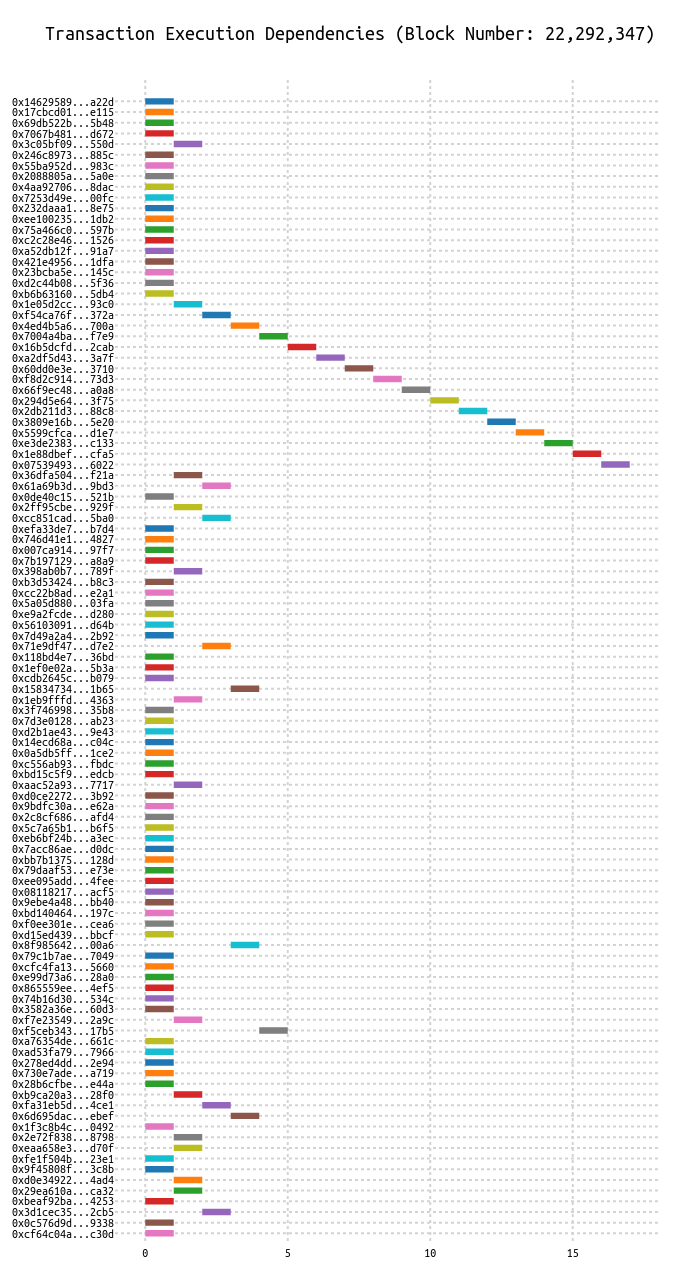 Transaction Execution Dependencies (Block Number: 22,292,347)
0x14629589...a22d
0x17cbcd01...e115
0x69db522b...5b48
0x7067b481...d672
0x3c05bf09...550d
0x246c8973...885c
0x55ba952d...983c
0x2088805a...5a0e
0x4aa92706...8dac
0x7253d49e...00fc
0x232daaa1...8e75
0xee100235...1db2
0x75a466c0...597b
0xc2c28e46...1526
0xa52db12f...91a7
0x421e4956...1dfa
0x23bcba5e...145c
0xd2c44b08...5f36
0xb6b63160...5db4
0x1e05d2cc...93c0
0xf54ca76f...372a
0x4ed4b5a6...700a
0x7004a4ba...f7e9
0x16b5dcfd...2cab
0xa2df5d43...3a7f
0x60dd0e3e...3710
0xf8d2c914...73d3
0x66f9ec48...a0a8
0x294d5e64...3f75
0x2db211d3...88c8
0x3809e16b...5e20
0x5599cfca...d1e7
0xe3de2383...c133
0x1e88dbef...cfa5
0x07539493...6022
0x36dfa504...f21a
0x61a69b3d...9bd3
0x0de40c15...521b
0x2ff95cbe...929f
0xcc851cad...5ba0
0xefa33de7...b7d4
0x746d41e1...4827
0x007ca914...97f7
0x7b197129...a8a9
0x398ab0b7...789f
0xb3d53424...b8c3
0xcc22b8ad...e2a1
0x5a05d880...03fa
0xe9a2fcde...d280
0x56103091...d64b
0x7d49a2a4...2b92
0x71e9df47...d7e2
0x118bd4e7...36bd
0x1ef0e02a...5b3a
0xcdb2645c...b079
0x15834734...1b65
0x1eb9fffd...4363
0x3f746998...35b8
0x7d3e0128...ab23
0xd2b1ae43...9e43
0x14ecd68a...c04c
0x0a5db5ff...1ce2
0xc556ab93...fbdc
0xbd15c5f9...edcb
0xaac52a93...7717
0xd0ce2272...3b92
0x9bdfc30a...e62a
0x2c8cf686...afd4
0x5c7a65b1...b6f5
0xeb6bf24b...a3ec
0x7acc86ae...d0dc
0xbb7b1375...128d
0x79daaf53...e73e
0xee095add...4fee
0x08118217...acf5
0x9ebe4a48...bb40
0xbd140464...197c
0xf0ee301e...cea6
0xd15ed439...bbcf
0x8f985642...00a6
0x79c1b7ae...7049
0xcfc4fa13...5660
0xe99d73a6...28a0
0x865559ee...4ef5
0x74b16d30...534c
0x3582a36e...60d3
0xf7e23549...2a9c
0xf5ceb343...17b5
0xa76354de...661c
0xad53fa79...7966
0x278ed4dd...2e94
0x730e7ade...a719
0x28b6cfbe...e44a
0xb9ca20a3...28f0
0xfa31eb5d...4ce1
0x6d695dac...ebef
0x1f3c8b4c...0492
0x2e72f838...8798
0xeaa658e3...d70f
0xfe1f504b...23e1
0x9f45808f...3c8b
0xd0e34922...4ad4
0x29ea610a...ca32
0xbeaf92ba...4253
0x3d1cec35...2cb5
0x0c576d9d...9338
0xcf64c04a...c30d
0 5 10 15